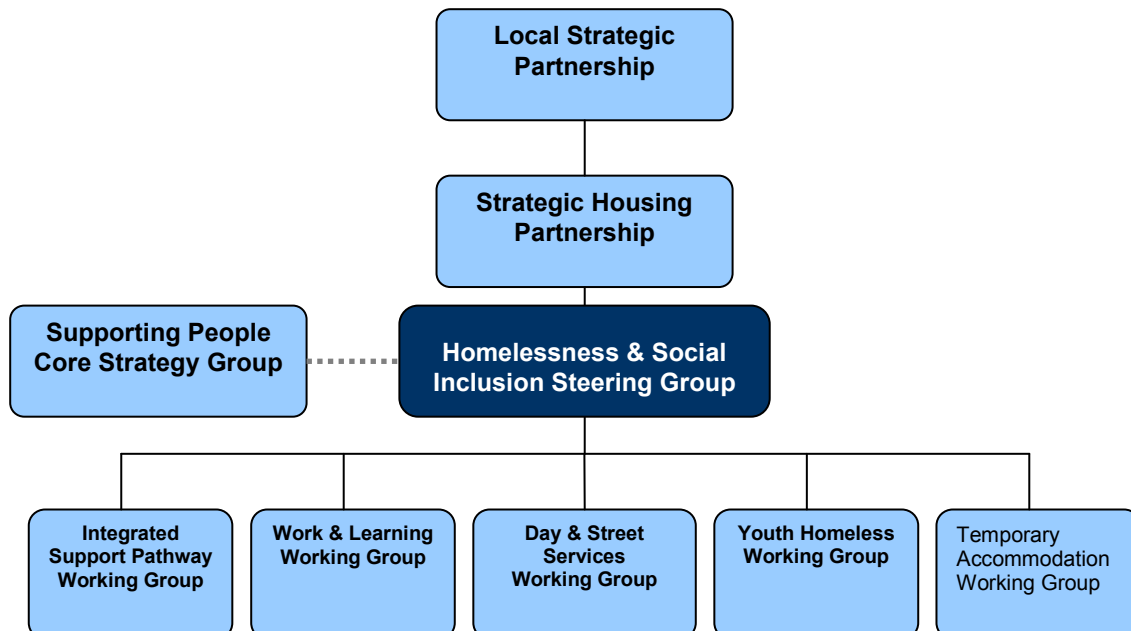 Local Strategic
Partnership
Strategic Housing
Partnership
Supporting People
Core Strategy Group
Homelessness & Social
Inclusion Steering Group
Integrated
Support Pathway
Working Group
Work & Learning
Working Group
Day & Street
Services
Working Group
Youth Homeless
Working Group
Temporary
Accommodation
Working Group